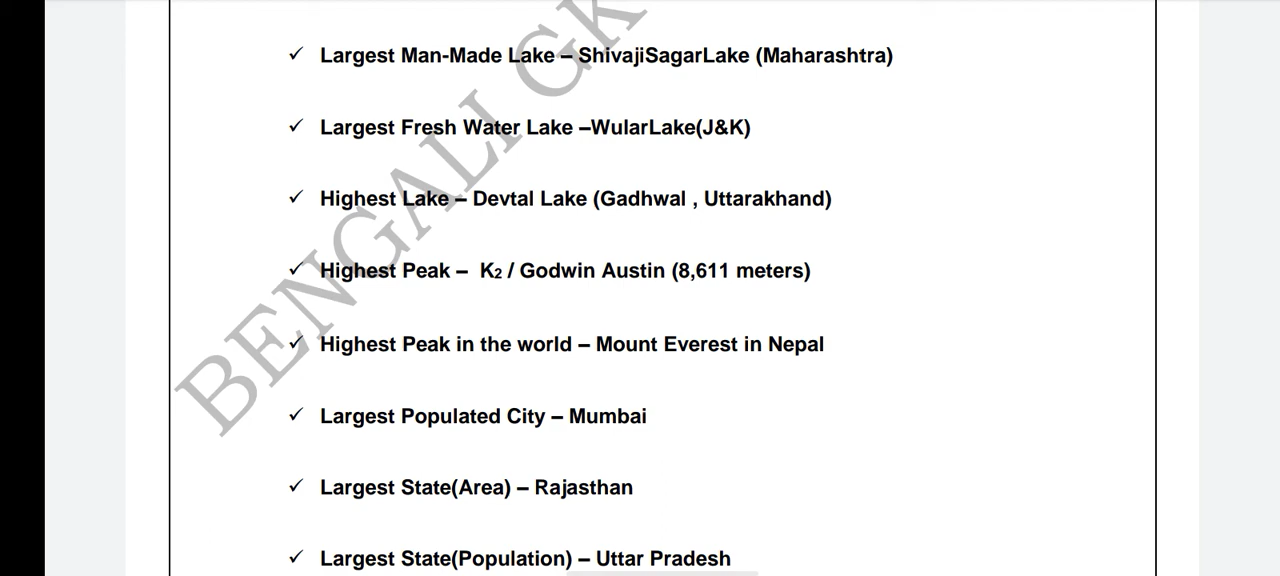 ✓ Largest Man-Made Lake – ShivajiSagarLake (Maharashtra)
✓ Largest Fresh Water Lake –WularLake(J&K)
✓ Highest Lake – Devtal Lake (Gadhwal , Uttarakhand)
✓ Highest Peak – K2 / Godwin Austin (8,611 meters)
✓ Highest Peak in the world – Mount Everest in Nepal
✓ Largest Populated City – Mumbai
✓ Largest State(Area) – Rajasthan
✓ Largest State(Population) – Uttar Pradesh
BENGALI GK